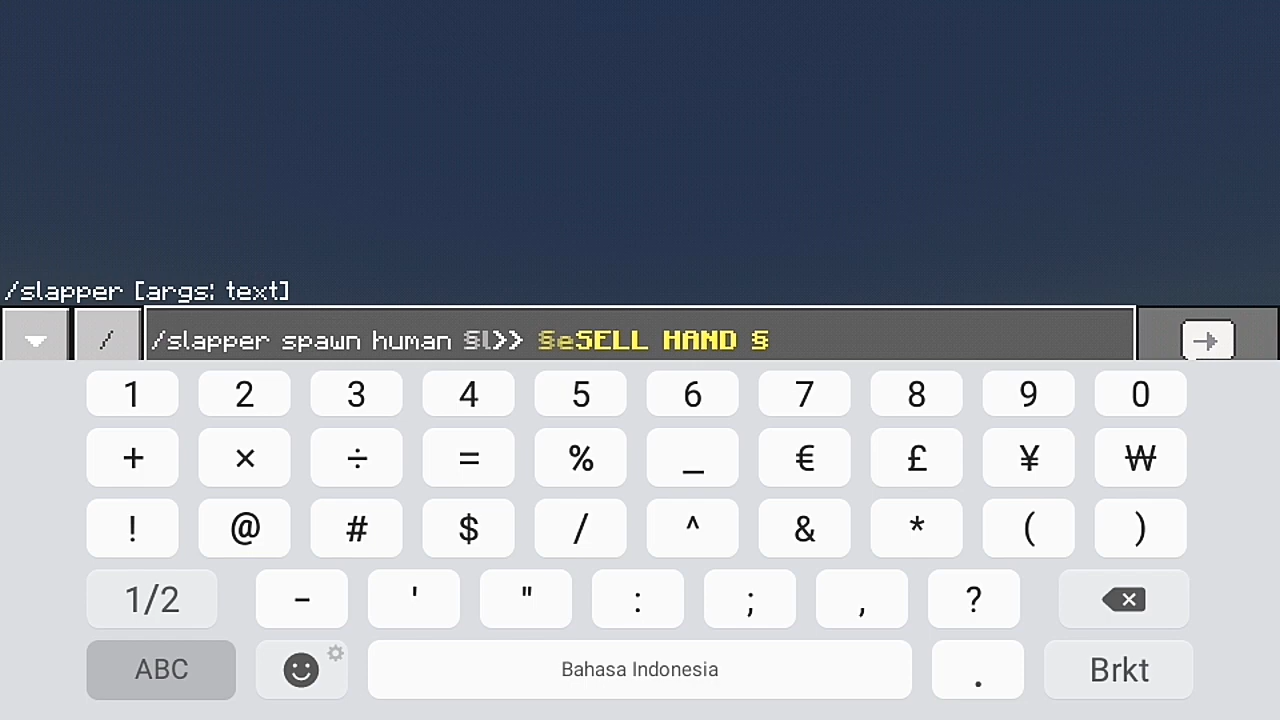 /slapper [args: text]
/ /slapper spawn human §l>> §eSELL HAND §
1 2 3 4 5 6 7 8 9 0
+ × ÷ = % _ € £ ¥ ₩
! @ # $ / ^ & * ( )
1/2 - ' " : ; , ?
ABC Bahasa Indonesia . Brkt